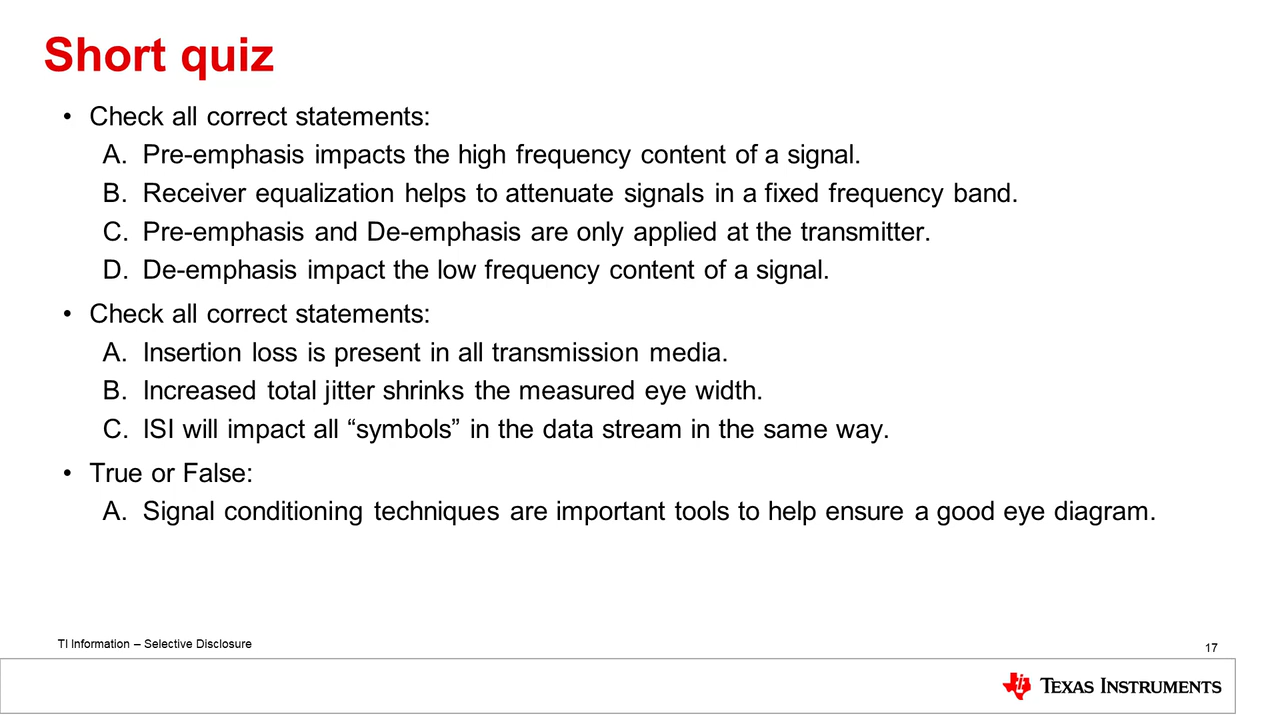 Short quiz
• Check all correct statements:
A. Pre-emphasis impacts the high frequency content of a signal.
B. Receiver equalization helps to attenuate signals in a fixed frequency band.
C. Pre-emphasis and De-emphasis are only applied at the transmitter.
D. De-emphasis impact the low frequency content of a signal.
• Check all correct statements:
A. Insertion loss is present in all transmission media.
B. Increased total jitter shrinks the measured eye width.
C. ISI will impact all “symbols” in the data stream in the same way.
• True or False:
A. Signal conditioning techniques are important tools to help ensure a good eye diagram.
TI Information – Selective Disclosure
17
TEXAS INSTRUMENTS